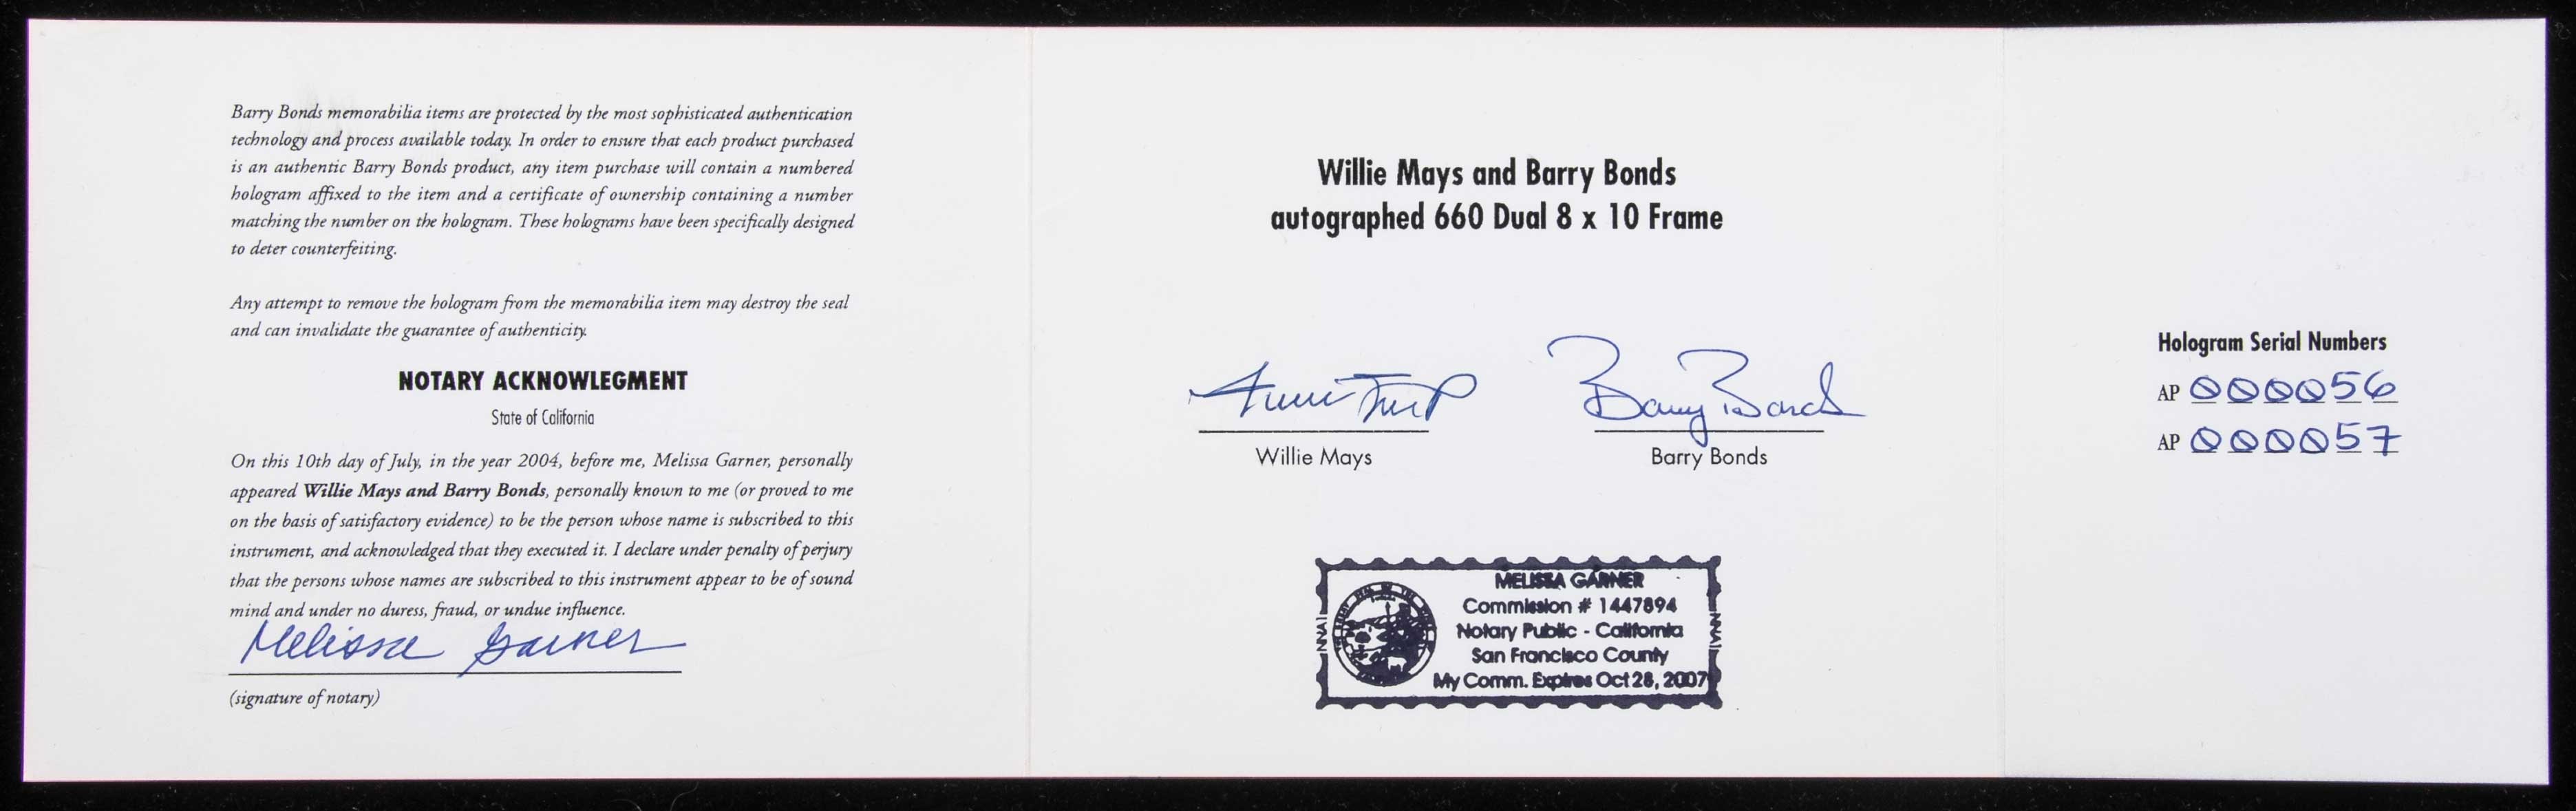 Barry Bonds memorabilia items are protected by the most sophisticated authentication
technology and process available today. In order to ensure that each product purchased
is an authentic Barry Bonds product, any item purchase will contain a numbered
hologram affixed to the item and a certificate of ownership containing a number
matching the number on the hologram. These holograms have been specifically designed
to deter counterfeiting.
Any attempt to remove the hologram from the memorabilia item may destroy the seal
and can invalidate the guarantee of authenticity.
NOTARY ACKNOWLEGMENT
State of California
On this 10th day of July, in the year 2004, before me, Melissa Garner, personally
appeared Willie Mays and Barry Bonds, personally known to me (or proved to me
on the basis of satisfactory evidence) to be the person whose name is subscribed to this
instrument, and acknowledged that they executed it. I declare under penalty of perjury
that the persons whose names are subscribed to this instrument appear to be of sound
mind and under no duress, fraud, or undue influence.
Melissa Garner
(signature of notary)
Willie Mays and Barry Bonds
autographed 660 Dual 8 x 10 Frame
Willie Mays Barry Bonds
Willie Mays Barry Bonds
MELISSA GARNER
Commission # 1447894
Notary Public - California
San Francisco County
My Comm. Expires Oct 28, 2007
Hologram Serial Numbers
AP 000056
AP 000057